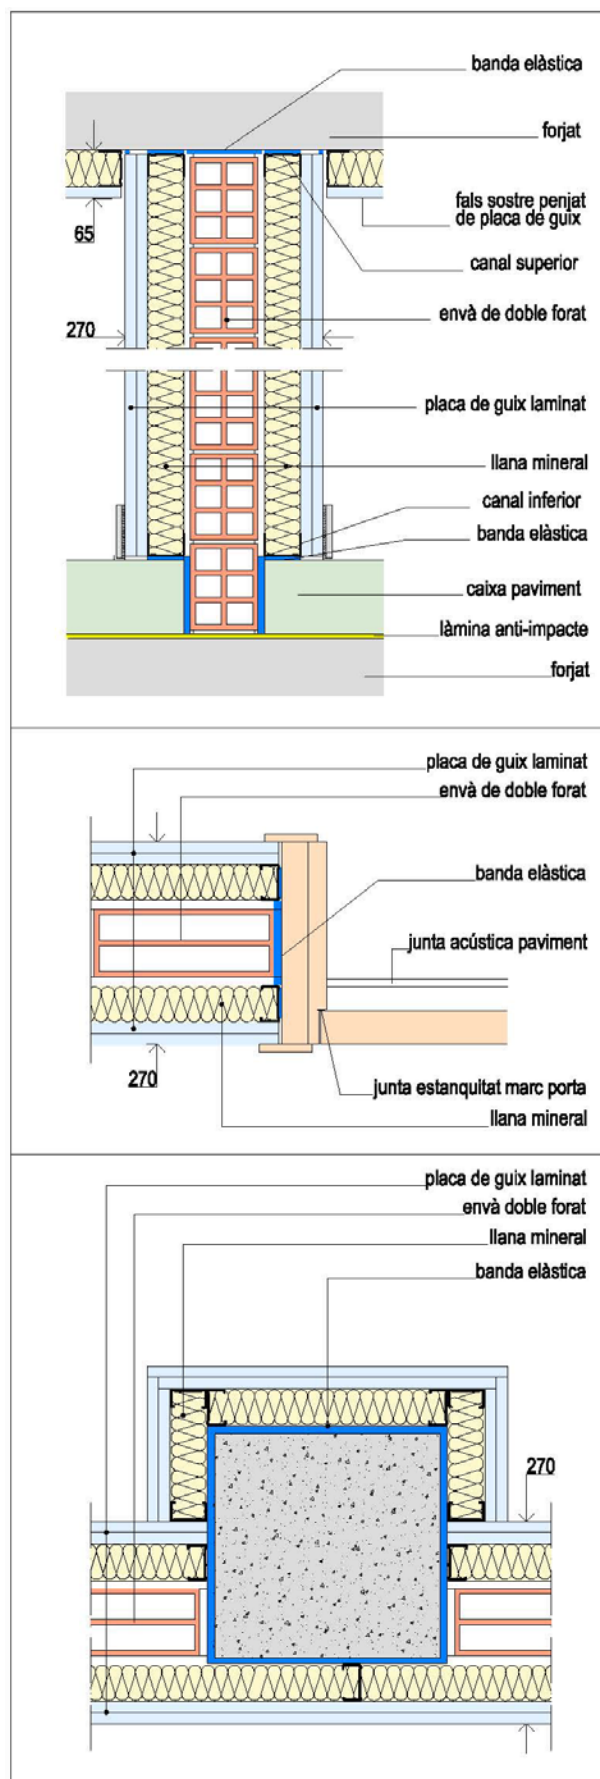 banda elàstica
forjat
fals sostre penjat
de placa de guix
65
canal superior
envà de doble forat
270
placa de guix laminat
llana mineral
canal inferior
banda elàstica
caixa paviment
làmina anti-impacte
forjat
placa de guix laminat
envà de doble forat
banda elàstica
junta acústica paviment
270
junta estanquitat marc porta
llana mineral
placa de guix laminat
envà doble forat
llana mineral
banda elàstica
270